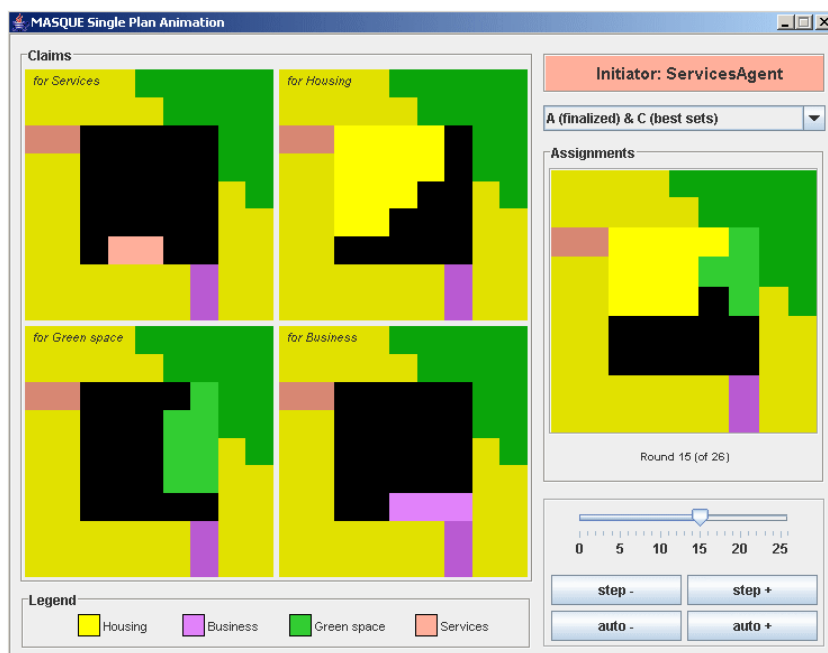 MASQUE Single Plan Animation
Claims
for Services
for Housing
for Green space
for Business
Legend
Housing Business Green space Services
Initiator: ServicesAgent
A (finalized) & C (best sets)
Assignments
Round 15 (of 26)
0 5 10 15 20 25
step - step +
auto - auto +